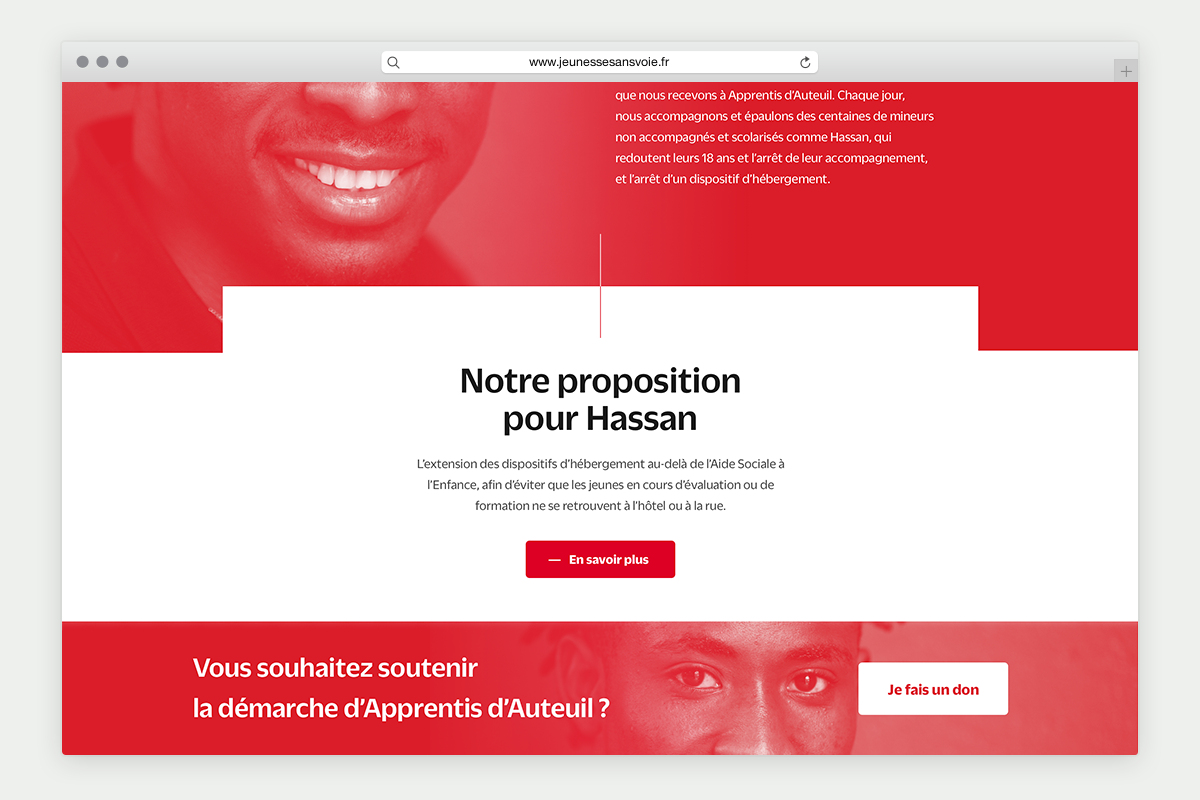 www.jeunessesansvoie.fr
que nous recevons à Apprentis d'Auteuil. Chaque jour,
nous accompagnons et épaulons des centaines de mineurs
non accompagnés et scolarisés comme Hassan, qui
redoutent leurs 18 ans et l'arrêt de leur accompagnement,
et l'arrêt d'un dispositif d'hébergement.
Notre proposition
pour Hassan
L'extension des dispositifs d'hébergement au-delà de l'Aide Sociale à
l'Enfance, afin d'éviter que les jeunes en cours d'évaluation ou de
formation ne se retrouvent à l'hôtel ou à la rue.
— En savoir plus
Vous souhaitez soutenir
la démarche d'Apprentis d'Auteuil ?
Je fais un don